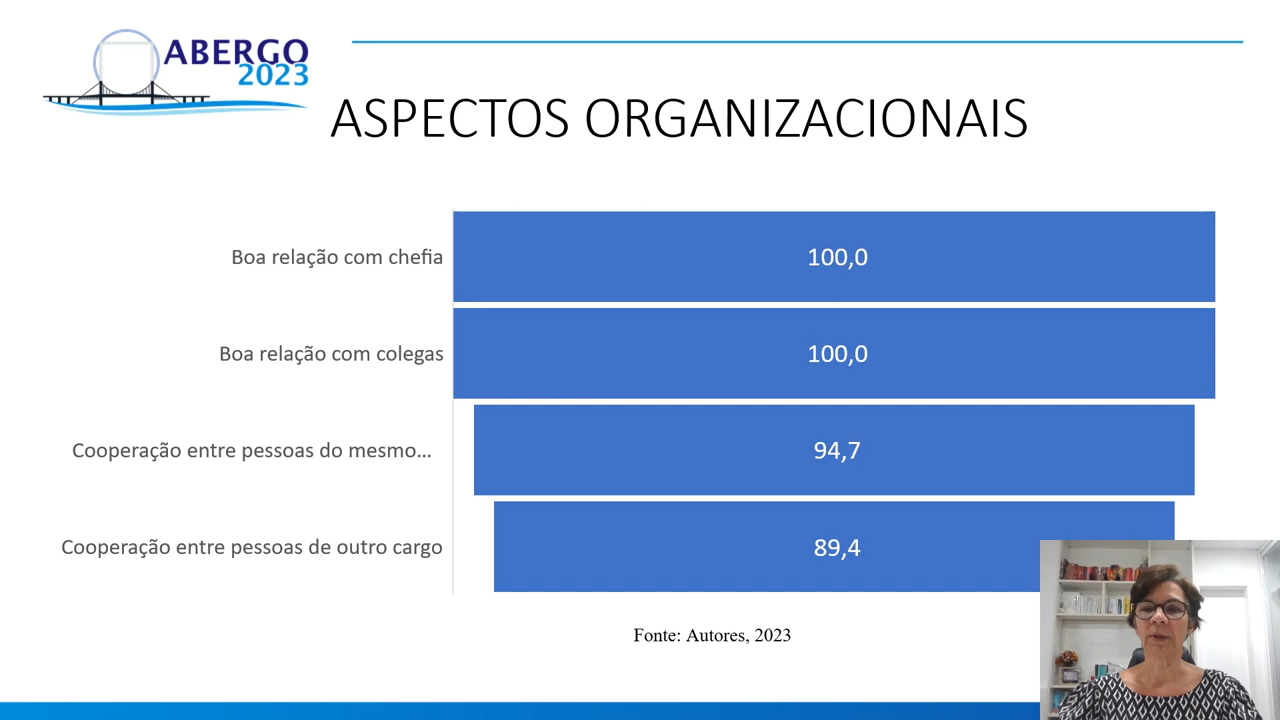 ABERGO
2023
ASPECTOS ORGANIZACIONAIS
Boa relação com chefia
100,0
Boa relação com colegas
100,0
Cooperação entre pessoas do mesmo...
94,7
Cooperação entre pessoas de outro cargo
89,4
Fonte: Autores, 2023